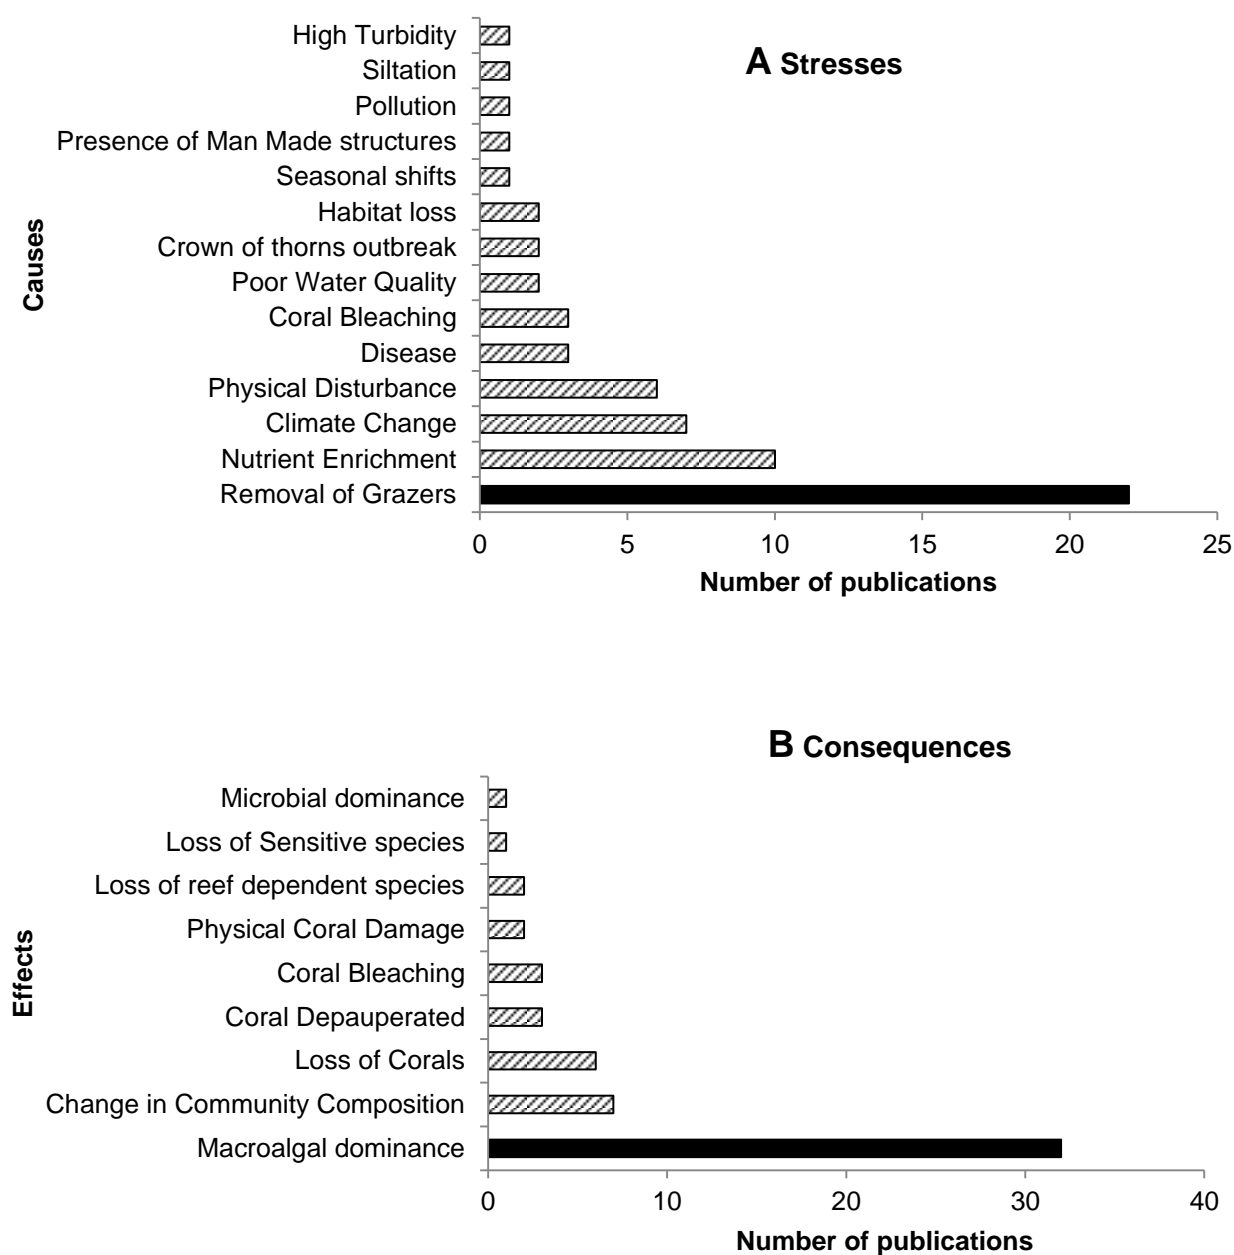 A Stresses
Causes
High Turbidity
Siltation
Pollution
Presence of Man Made structures
Seasonal shifts
Habitat loss
Crown of thorns outbreak
Poor Water Quality
Coral Bleaching
Disease
Physical Disturbance
Climate Change
Nutrient Enrichment
Removal of Grazers
0 5 10 15 20 25
Number of publications
B Consequences
Effects
Microbial dominance
Loss of Sensitive species
Loss of reef dependent species
Physical Coral Damage
Coral Bleaching
Coral Depauperated
Loss of Corals
Change in Community Composition
Macroalgal dominance
0 10 20 30 40
Number of publications